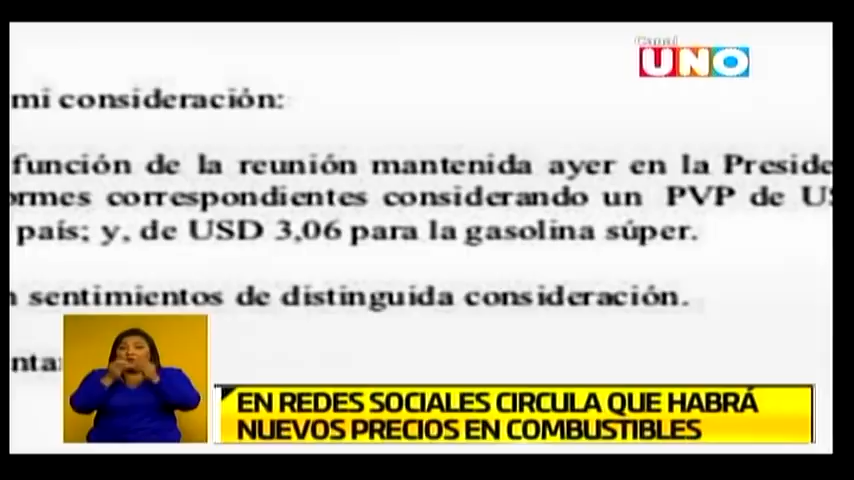 Canal
UNO
mi consideración:
función de la reunión mantenida ayer en la
correspondientes considerando un PVP de
país; y, de USD 3,06 para la gasolina súper.
sentimientos de distinguida consideración.
EN REDES SOCIALES CIRCULA QUE HABRÁ
NUEVOS PRECIOS EN COMBUSTIBLES